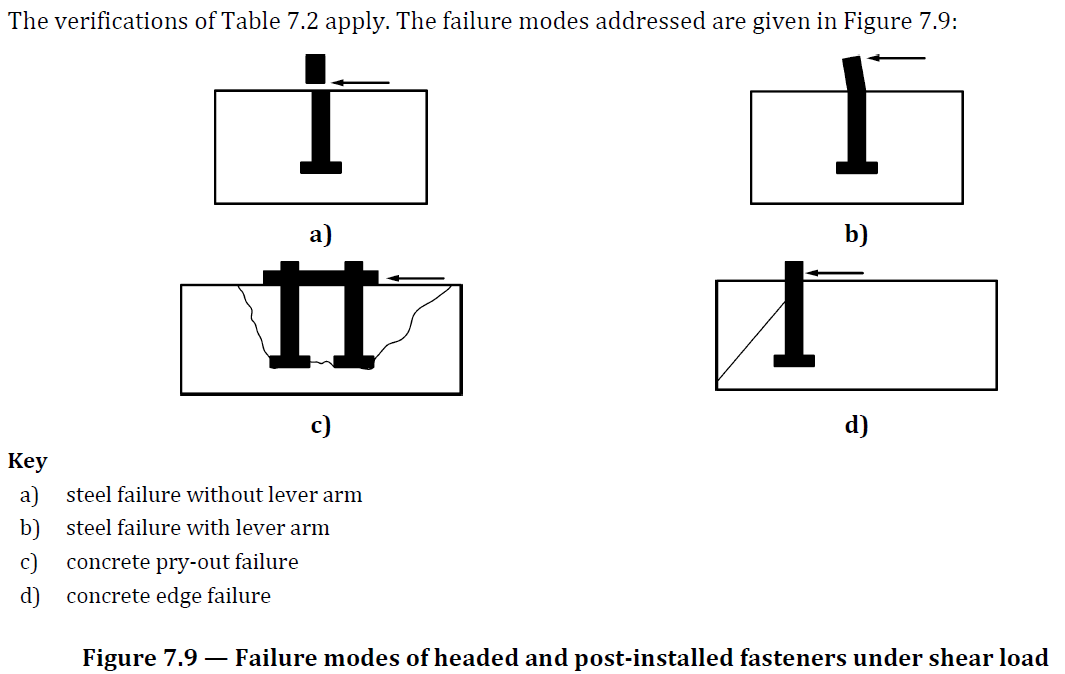 The verifications of Table 7.2 apply. The failure modes addressed are given in Figure 7.9:
a)
b)
c)
d)
Key
a) steel failure without lever arm
b) steel failure with lever arm
c) concrete pry-out failure
d) concrete edge failure
Figure 7.9 — Failure modes of headed and post-installed fasteners under shear load